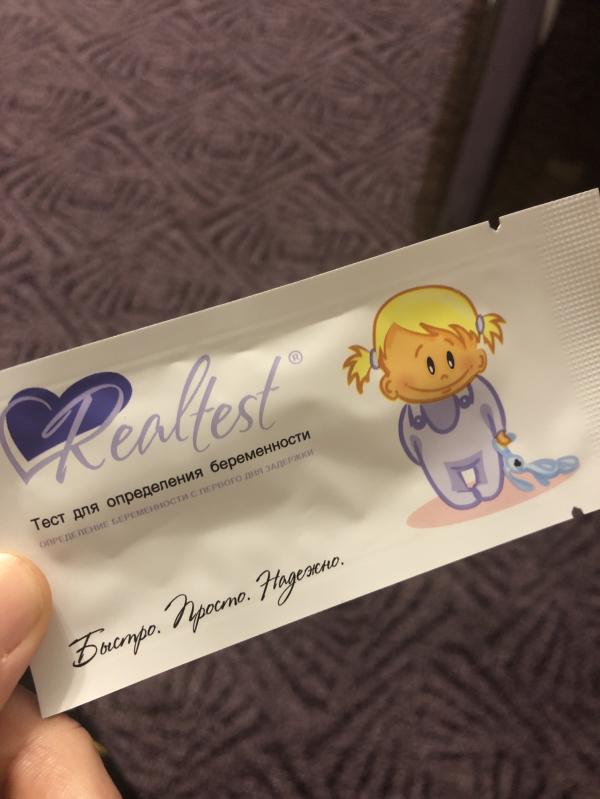 Realtest®
Тест для определения беременности
ОПРЕДЕЛЕНИЕ БЕРЕМЕННОСТИ С ПЕРВОГО ДНЯ ЗАДЕРЖКИ
Быстро. Просто. Надежно.